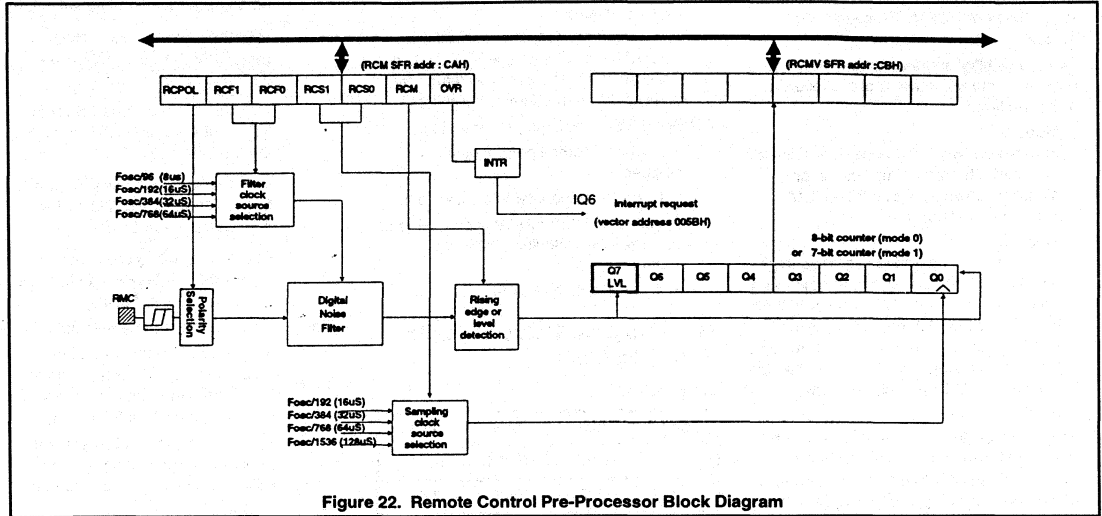 (RCM SFR addr : CAH)
(RCMV SFR addr :CBH)
RCPOL RCF1 RCF0 RCS1 RCS0 RCM OVR
INTR
Fosc/96 (8us)
Fosc/192(16uS)
Fosc/384(32uS)
Fosc/768(64uS)
Filter
clock
source
selection
IQ6
Interrupt request
(vector address 005BH)
8-bit counter (mode 0)
or 7-bit counter (mode 1)
Q7
LVL
Q6 Q5 Q4 Q3 Q2 Q1 Q0
RMC
Polarity
Selection
Digital
Noise
Filter
Rising
edge or
level
detection
Fosc/192 (16uS)
Fosc/384 (32uS)
Fosc/768 (64uS)
Fosc/1536 (128uS)
Sampling
clock
source
selection
Figure 22. Remote Control Pre-Processor Block Diagram